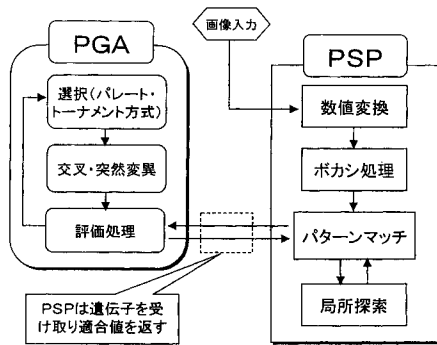 PGA
画像入力
PSP
選択(パレート・
トーナメント方式)
数値変換
交叉・突然変異
ボカシ処理
評価処理
パターンマッチ
PSPは遺伝子を受
け取り適合値を返す
局所探索